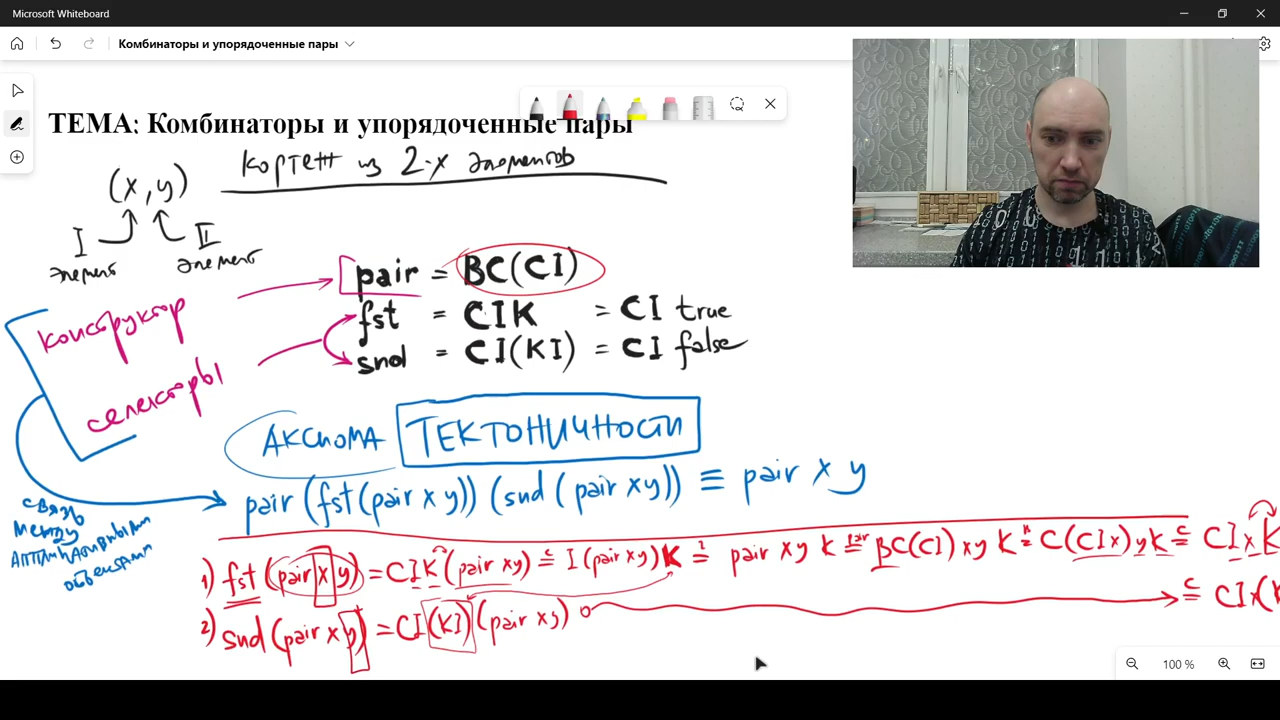 Microsoft Whiteboard
Комбинаторы и упорядоченные пары
ТЕМА: Комбинаторы и упорядоченные пары
(x, y) Кортеж из 2-х элементов
I элемент
II элемент
pair = BC(CI)
fst = CIK = CI true
snd = CI(KI) = CI false
конструктор
селекторы
АКСИОМА ТЕКТОНИЧНОСТИ
pair (fst (pair x y)) (snd (pair x y)) ≡ pair x y
связь
между
аппликативными
объектами
1) fst (pair x y) = CIK (pair x y) =ᶜ I (pair x y) K =ᴵ pair x y K =ᵖᵃⁱʳ BC(CI) x y K =ᴮ C(CIx) y K =ᶜ CI x K
2) snd (pair x y) = CI (KI) (pair x y) =ᶜ CI x (K
100 %